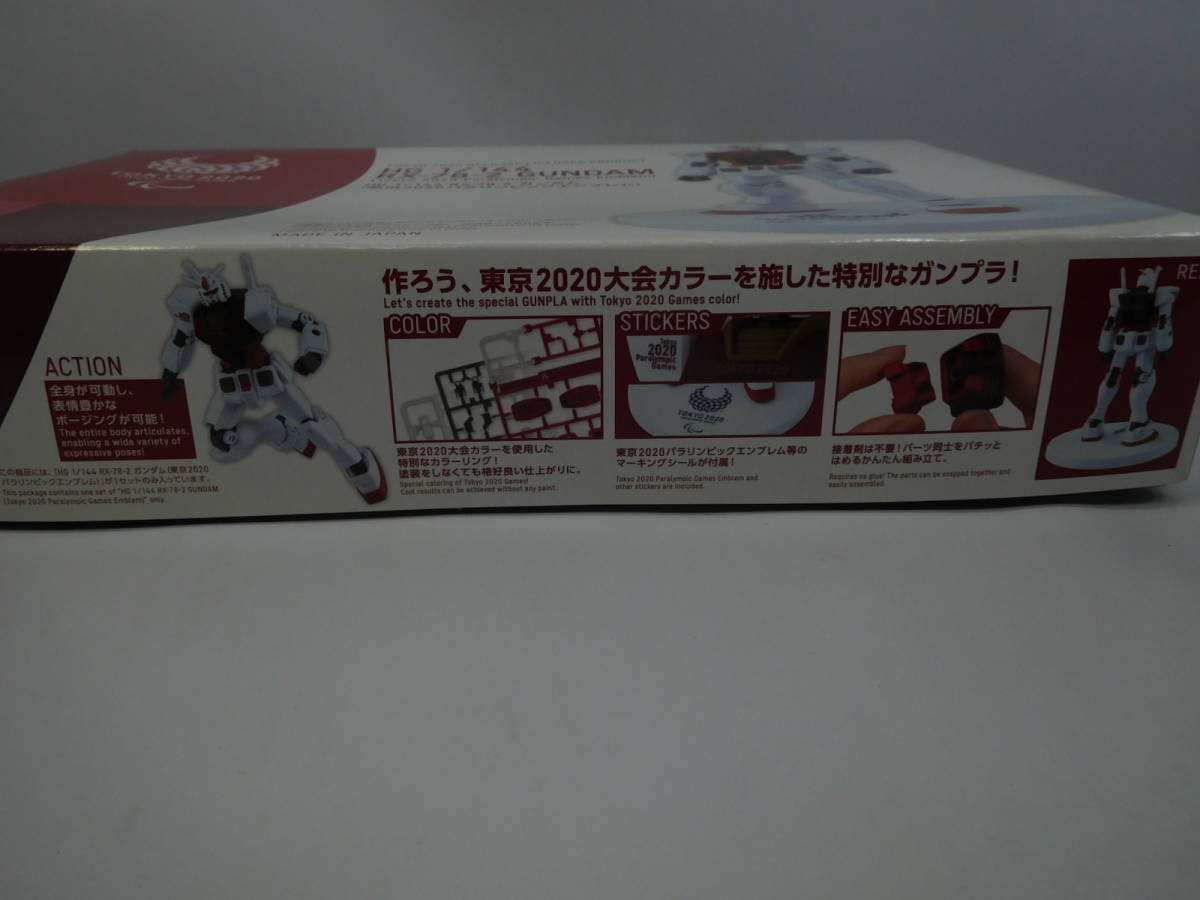 TOKYO 2020
HG 1/144
RX-78-2 GUNDAM
MADE IN JAPAN
作ろう、東京2020大会カラーを施した特別なガンプラ!
Let's create the special GUNPLA with Tokyo 2020 Games color!
ACTION
全身が可動し、
表情豊かな
ポージングが可能!
The entire body articulates,
enabling a wide variety of
expressive poses!
この商品には、「HG 1/144 RX-78-2 ガンダム(東京2020
パラリンピックエンブレム)」が1セットのみ入っています。
This package contains one set of "HG 1/144 RX-78-2 GUNDAM
(Tokyo 2020 Paralympic Games Emblem)" only.
COLOR
東京2020大会カラーを使用した
特別なカラーリング!
塗装をしなくても格好良い仕上がりに。
Special coloring of Tokyo 2020 Games!
Cool results can be achieved without any paint.
STICKERS
Tokyo
2020
Paralympic
Games
TOKYO 2020
TOKYO 2020
東京2020パラリンピックエンブレム等の
マーキングシールが付属!
Tokyo 2020 Paralympic Games Emblem and
other stickers are included.
EASY ASSEMBLY
接着剤は不要!パーツ同士をパチッと
はめるかんたん組み立て。
Requires no glue! The parts can be snapped together and
easily assembled.
RE